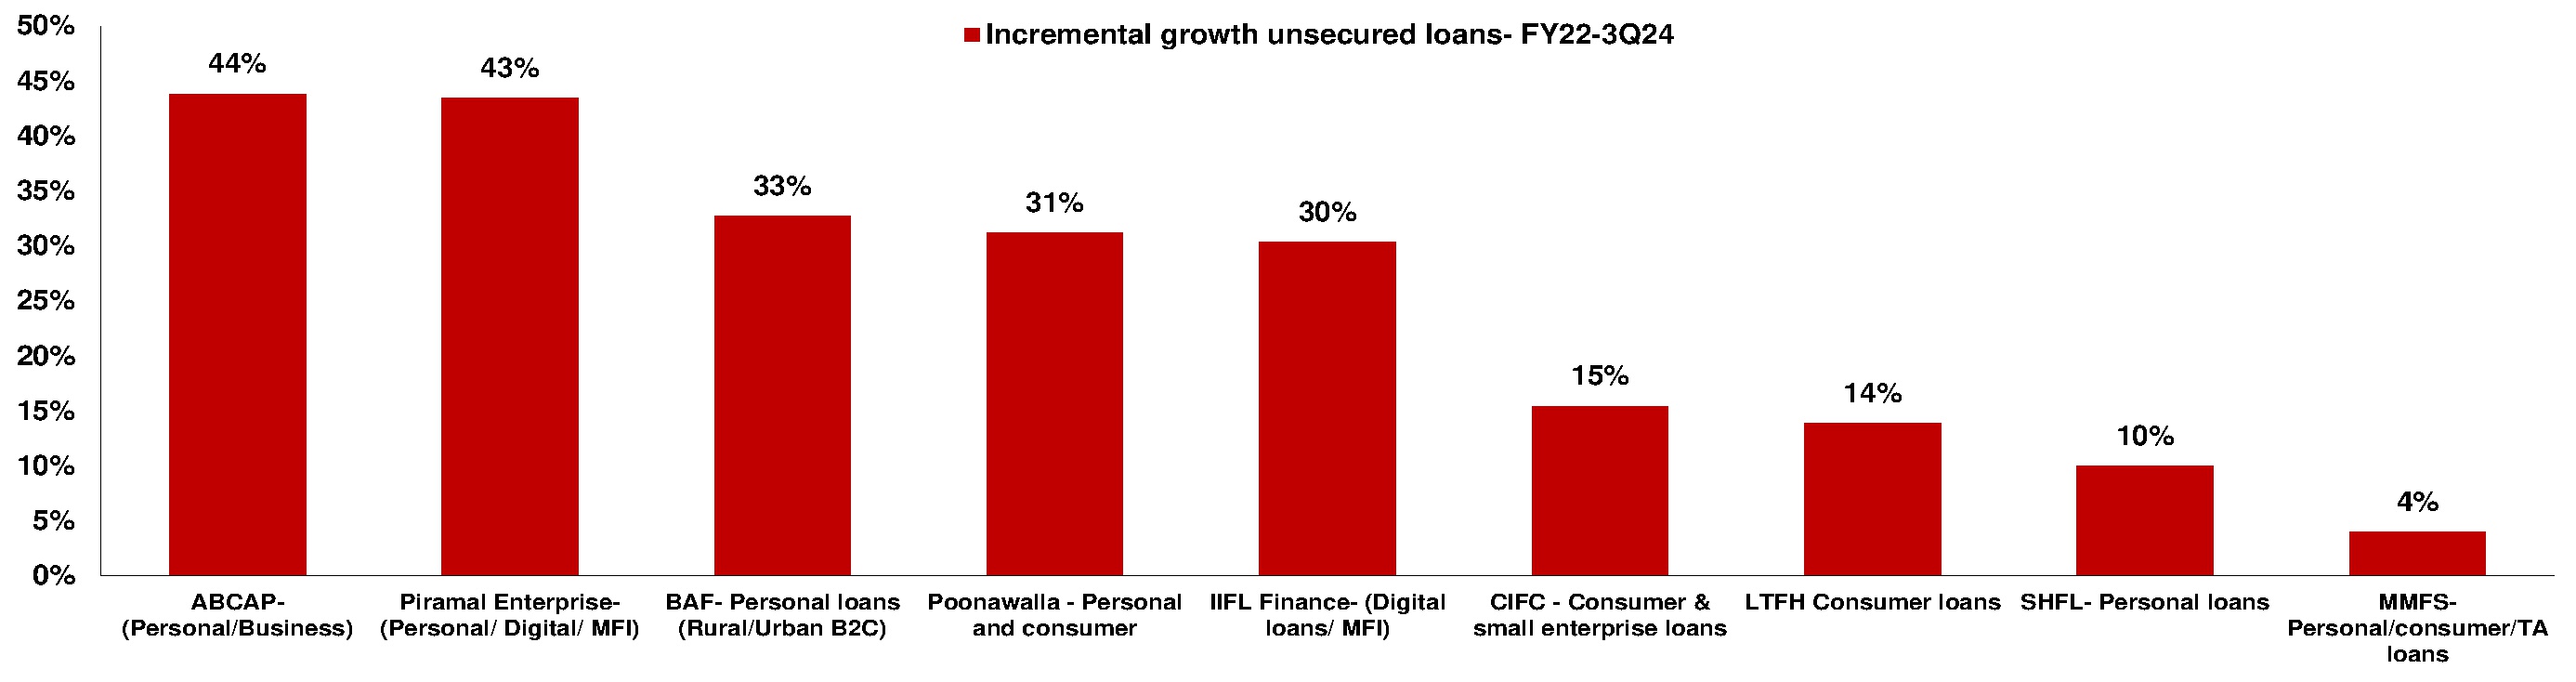 Incremental growth unsecured loans- FY22-3Q24
50%
45%
40%
35%
30%
25%
20%
15%
10%
5%
0%
44%
43%
33%
31%
30%
15%
14%
10%
4%
ABCAP-
(Personal/Business)
Piramal Enterprise-
(Personal/ Digital/ MFI)
BAF- Personal loans
(Rural/Urban B2C)
Poonawalla - Personal
and consumer
IIFL Finance- (Digital
loans/ MFI)
CIFC - Consumer &
small enterprise loans
LTFH Consumer loans
SHFL- Personal loans
MMFS-
Personal/consumer/TA
loans